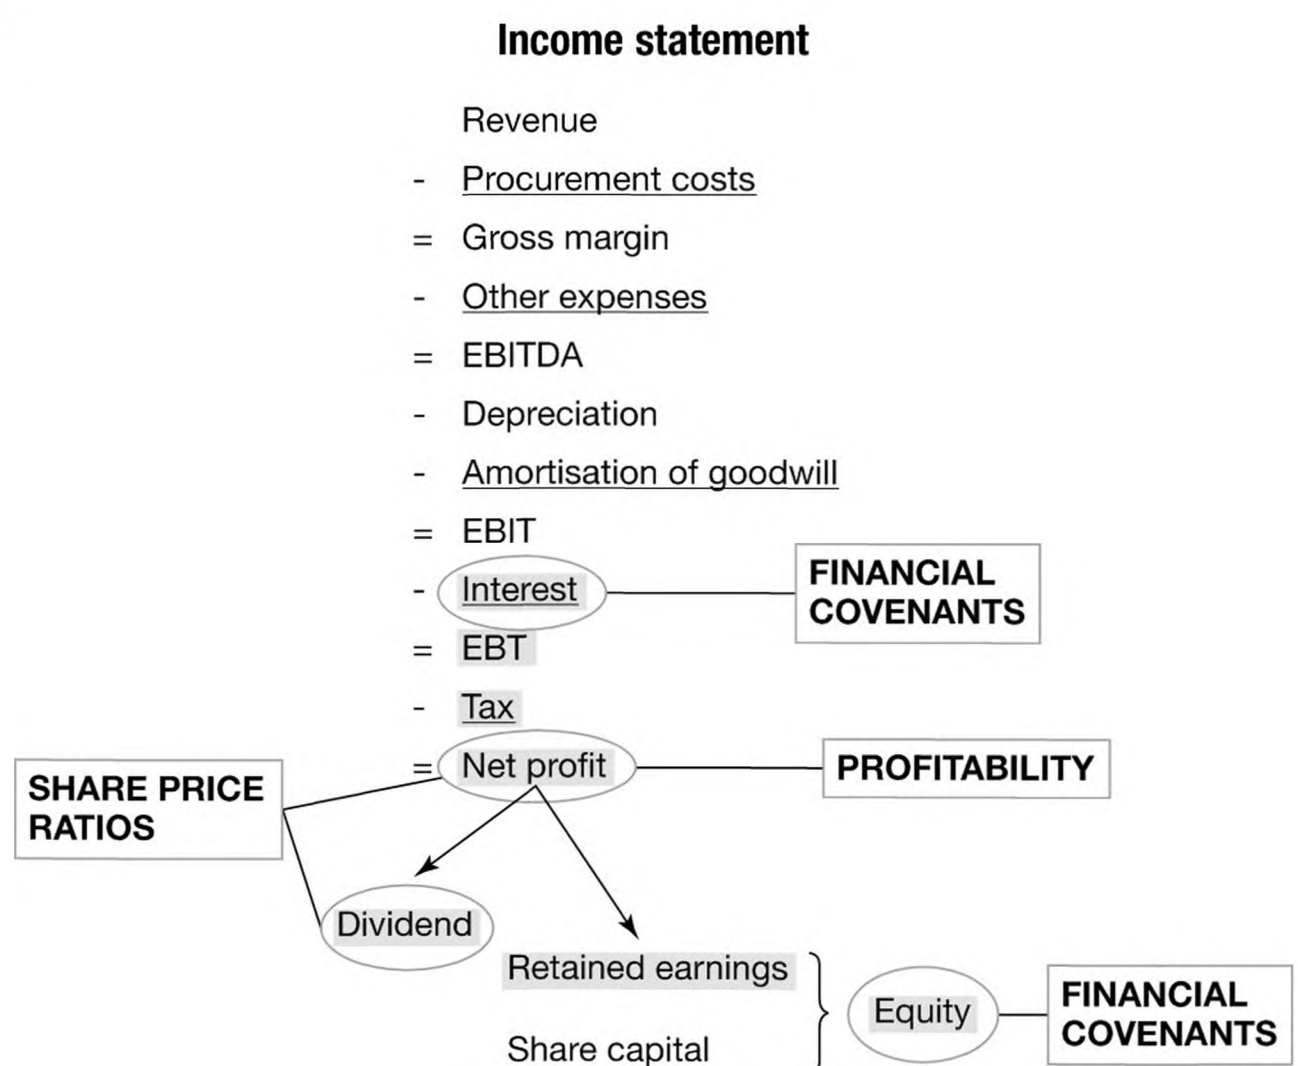 Income statement
Revenue
- Procurement costs
= Gross margin
- Other expenses
= EBITDA
- Depreciation
- Amortisation of goodwill
= EBIT
- Interest
FINANCIAL
COVENANTS
= EBT
- Tax
= Net profit
PROFITABILITY
SHARE PRICE
RATIOS
Dividend
Retained earnings
Share capital
Equity
FINANCIAL
COVENANTS